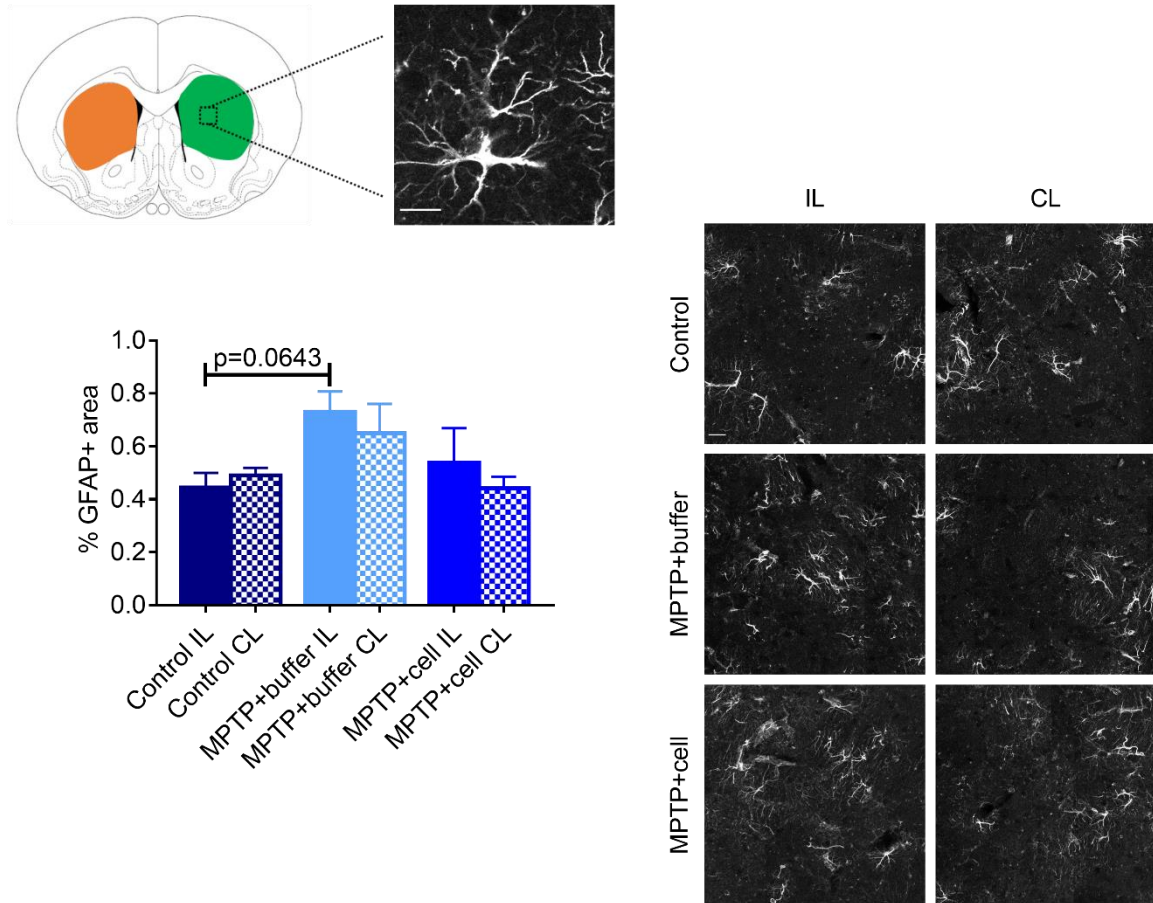 IL CL
Control
MPTP+buffer
MPTP+cell
1.0
0.8
0.6
0.4
0.2
0.0
% GFAP+ area
p=0.0643
Control IL
Control CL
MPTP+buffer IL
MPTP+buffer CL
MPTP+cell IL
MPTP+cell CL